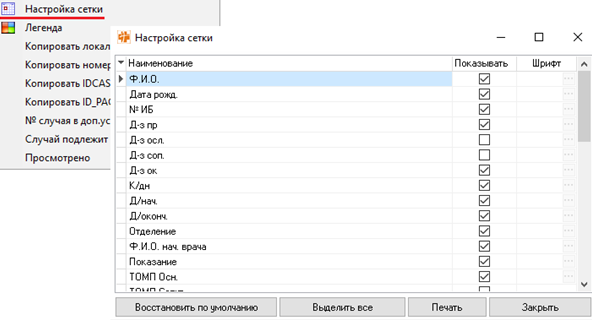 Настройка сетки
Легенда
Копировать локал
Копировать номер
Копировать IDCAS
Копировать ID_PAC
№ случая в доп.ус
Случай подлежит
Просмотрено
Настройка сетки
Наименование Показывать Шрифт
Ф.И.О.
Дата рожд.
№ ИБ
Д-з пр
Д-з осл.
Д-з соп.
Д-з ок
К/дн
Д/нач.
Д/оконч.
Отделение
Ф.И.О. нач. врача
Показание
ТОМП Осн.
Восстановить по умолчанию Выделить все Печать Закрыть